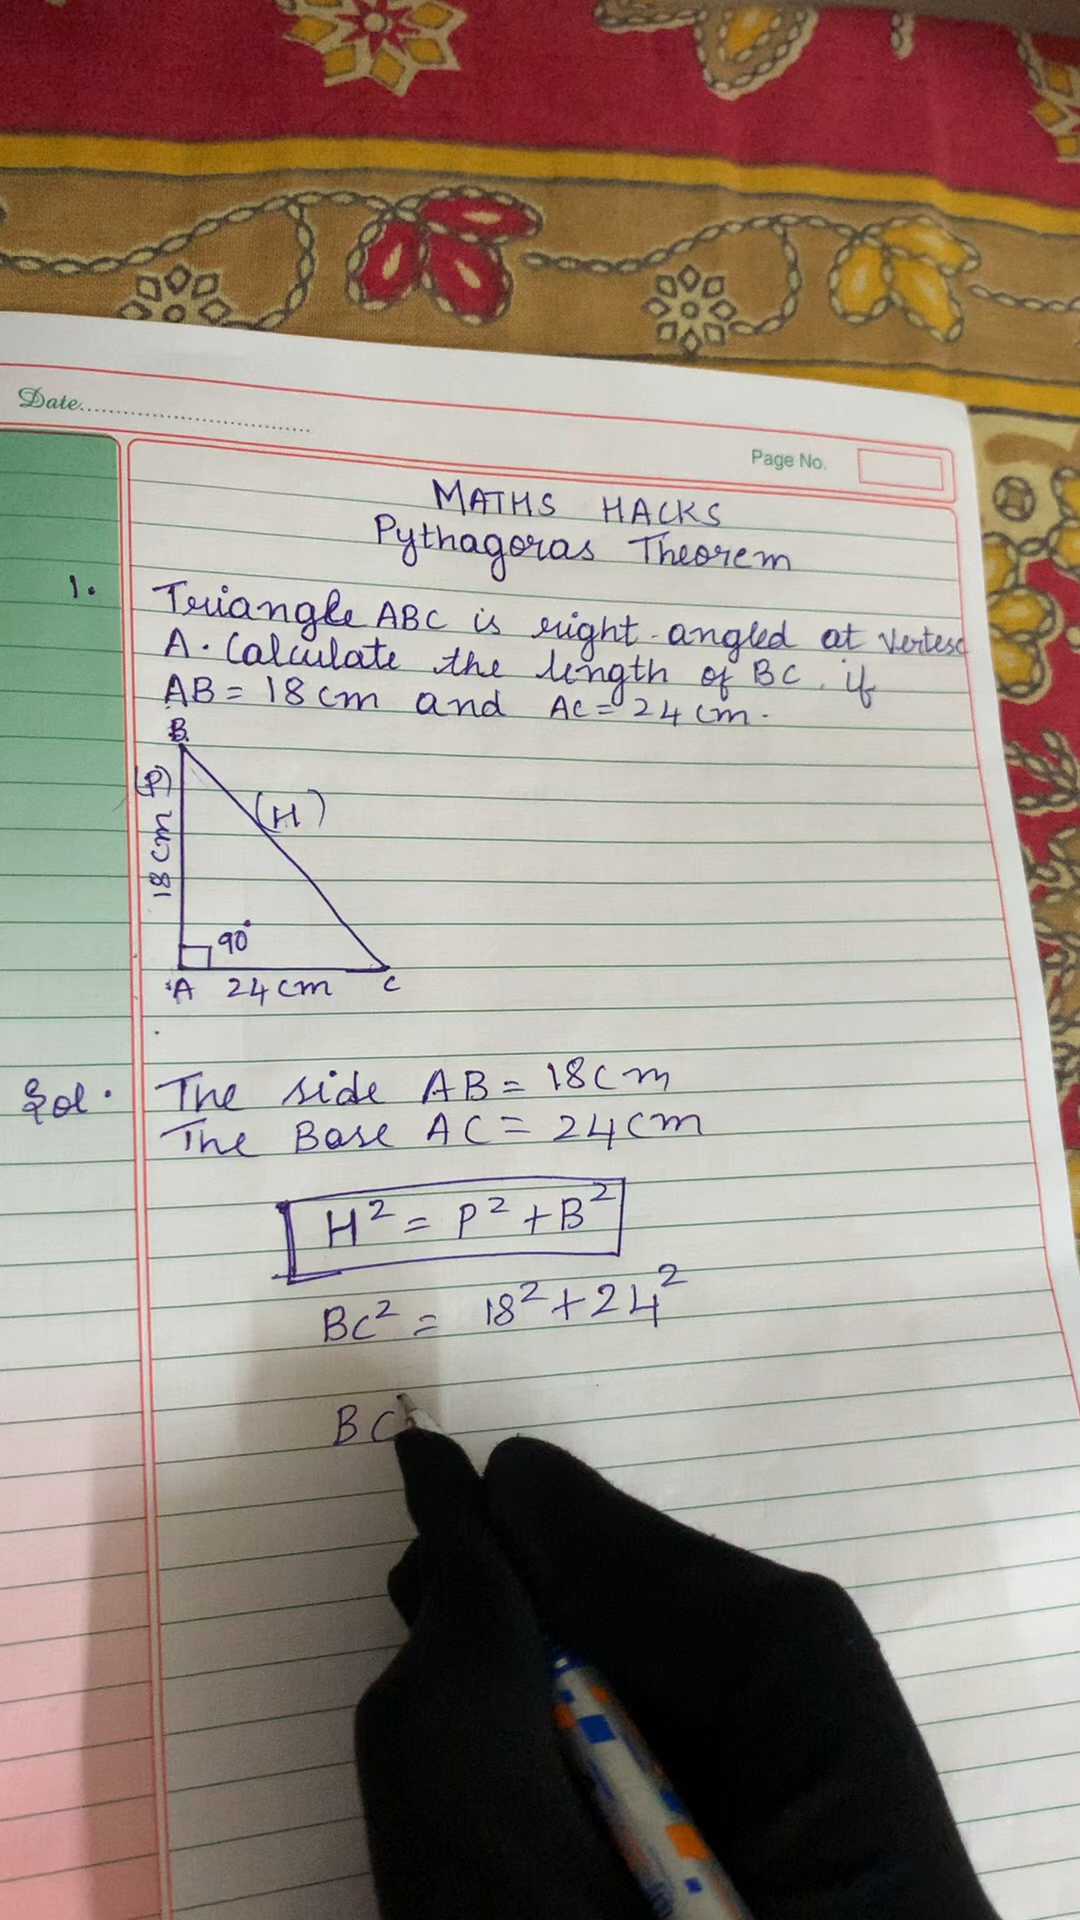 Date
Page No.
MATHS HACKS
Pythagoras Theorem
1. Triangle ABC is right-angled at vertex
A. Calculate the length of BC, if
AB = 18 cm and AC = 24 cm.
B
(P)
(H)
18 cm
90°
A 24 cm C
Sol. The side AB = 18 cm
The Base AC = 24 cm
H² = P² + B²
BC² = 18² + 24²
BC